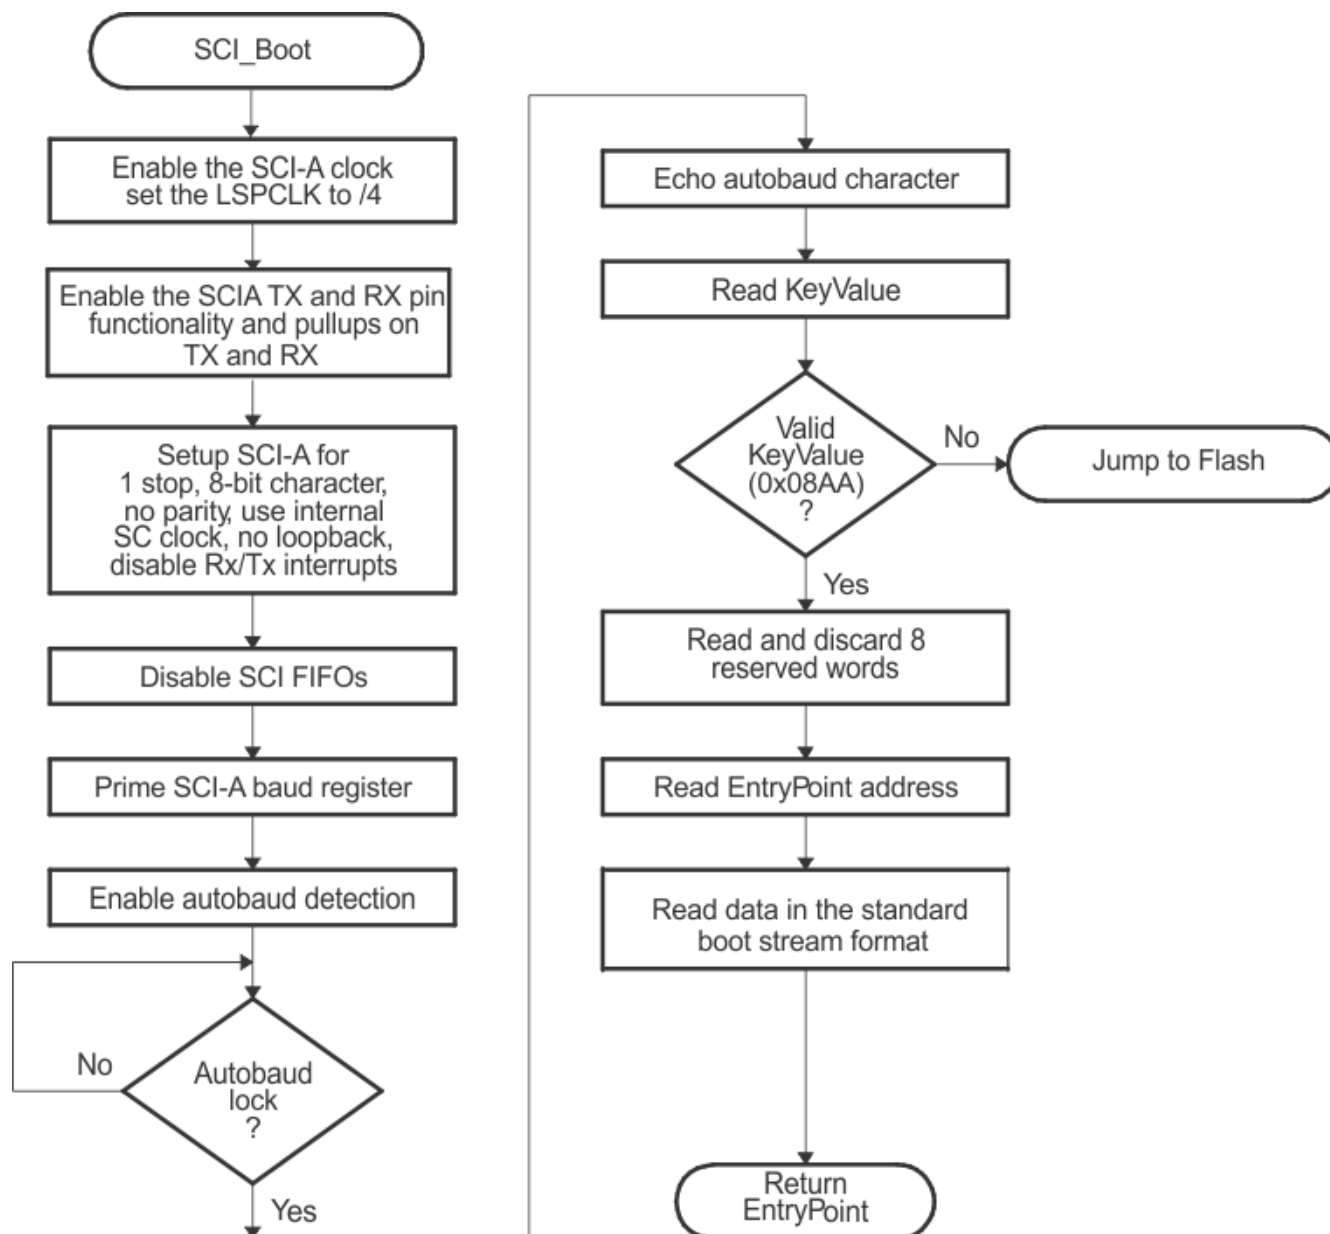 SCI_Boot
Enable the SCI-A clock
set the LSPCLK to /4
Enable the SCIA TX and RX pin
functionality and pullups on
TX and RX
Setup SCI-A for
1 stop, 8-bit character,
no parity, use internal
SC clock, no loopback,
disable Rx/Tx interrupts
Disable SCI FIFOs
Prime SCI-A baud register
Enable autobaud detection
No
Autobaud
lock
?
Yes
Echo autobaud character
Read KeyValue
Valid
KeyValue
(0x08AA)
?
No
Jump to Flash
Yes
Read and discard 8
reserved words
Read EntryPoint address
Read data in the standard
boot stream format
Return
EntryPoint